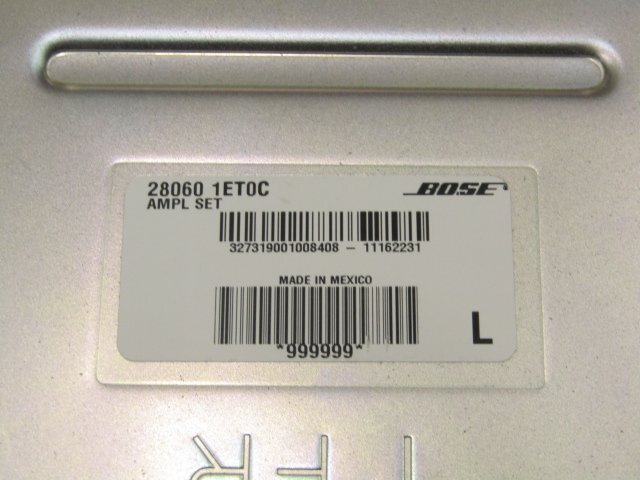 28060 1ET0C BOSE
AMPL SET
327319001008408 - 11162231
MADE IN MEXICO
*999999*
L